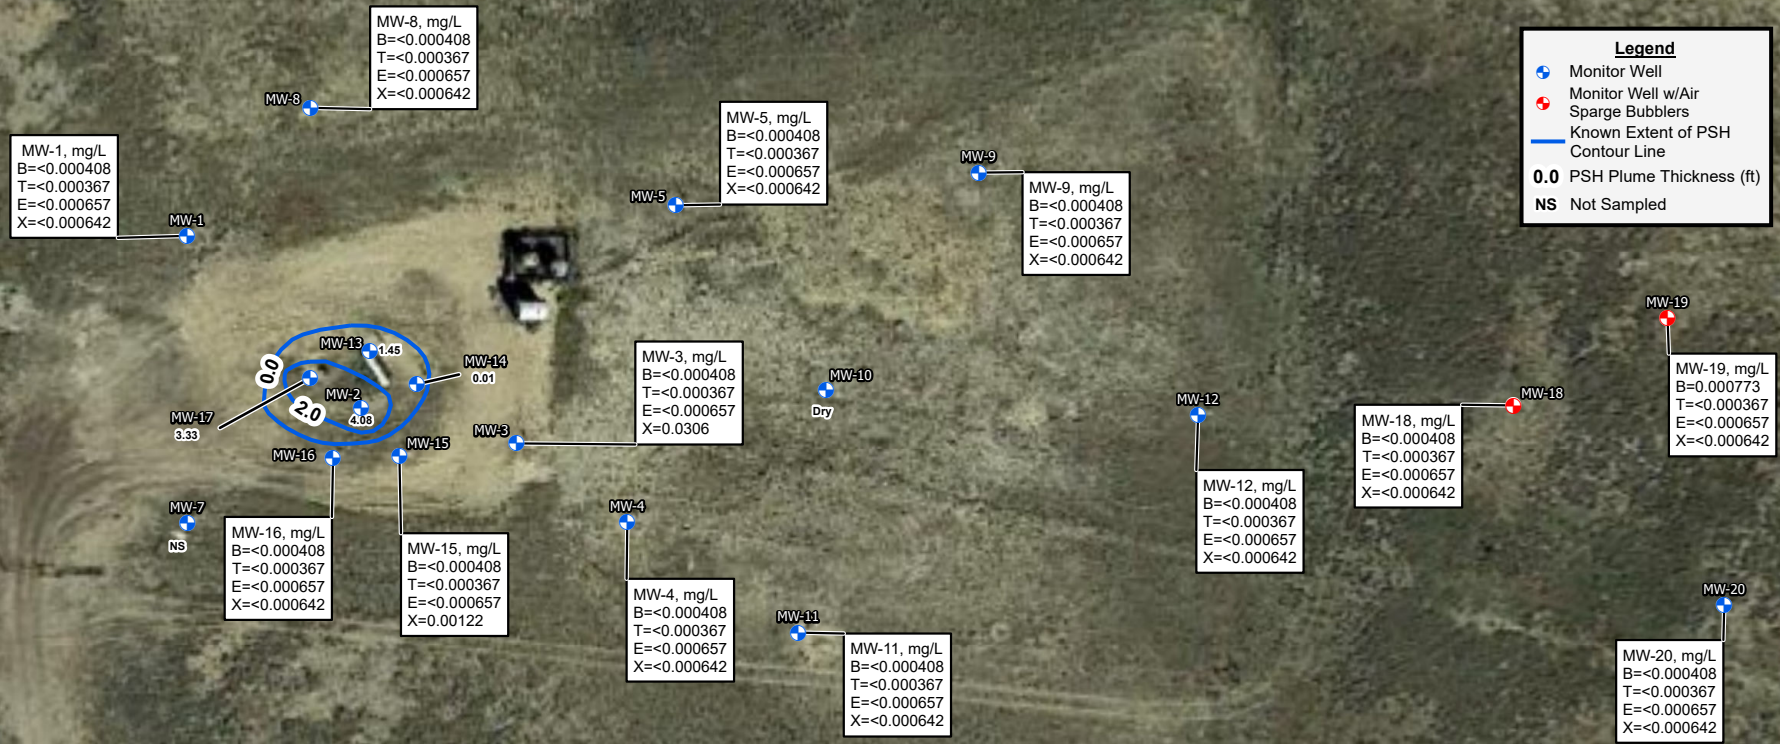 MW-8, mg/L
B=<0.000408
T=<0.000367
E=<0.000657
X=<0.000642
MW-8
MW-1, mg/L
B=<0.000408
T=<0.000367
E=<0.000657
X=<0.000642
MW-1
MW-5, mg/L
B=<0.000408
T=<0.000367
E=<0.000657
X=<0.000642
MW-5
MW-9
MW-9, mg/L
B=<0.000408
T=<0.000367
E=<0.000657
X=<0.000642
Legend
Monitor Well
Monitor Well w/Air
Sparge Bubblers
Known Extent of PSH
Contour Line
0.0 PSH Plume Thickness (ft)
NS Not Sampled
MW-19
MW-19, mg/L
B=0.000773
T=<0.000367
E=<0.000657
X=<0.000642
MW-13
1.45
0.0
MW-14
0.01
MW-2
4.08
2.0
MW-17
3.33
MW-3, mg/L
B=<0.000408
T=<0.000367
E=<0.000657
X=0.0306
MW-3
MW-10
Dry
MW-12
MW-12, mg/L
B=<0.000408
T=<0.000367
E=<0.000657
X=<0.000642
MW-18
MW-18, mg/L
B=<0.000408
T=<0.000367
E=<0.000657
X=<0.000642
MW-16
MW-15
MW-7
NS
MW-16, mg/L
B=<0.000408
T=<0.000367
E=<0.000657
X=<0.000642
MW-15, mg/L
B=<0.000408
T=<0.000367
E=<0.000657
X=0.00122
MW-4
MW-4, mg/L
B=<0.000408
T=<0.000367
E=<0.000657
X=<0.000642
MW-11
MW-11, mg/L
B=<0.000408
T=<0.000367
E=<0.000657
X=<0.000642
MW-20
MW-20, mg/L
B=<0.000408
T=<0.000367
E=<0.000657
X=<0.000642